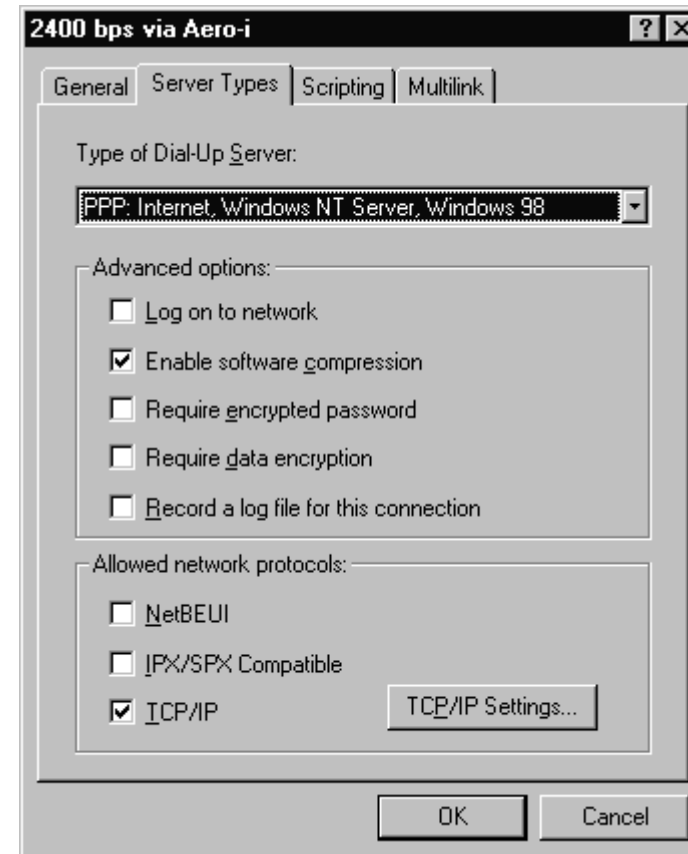 2400 bps via Aero-i
? X
General Server Types Scripting Multilink
Type of Dial-Up Server:
PPP: Internet, Windows NT Server, Windows 98
Advanced options:
Log on to network
Enable software compression
Require encrypted password
Require data encryption
Record a log file for this connection
Allowed network protocols:
NetBEUI
IPX/SPX Compatible
TCP/IP TCP/IP Settings...
OK Cancel